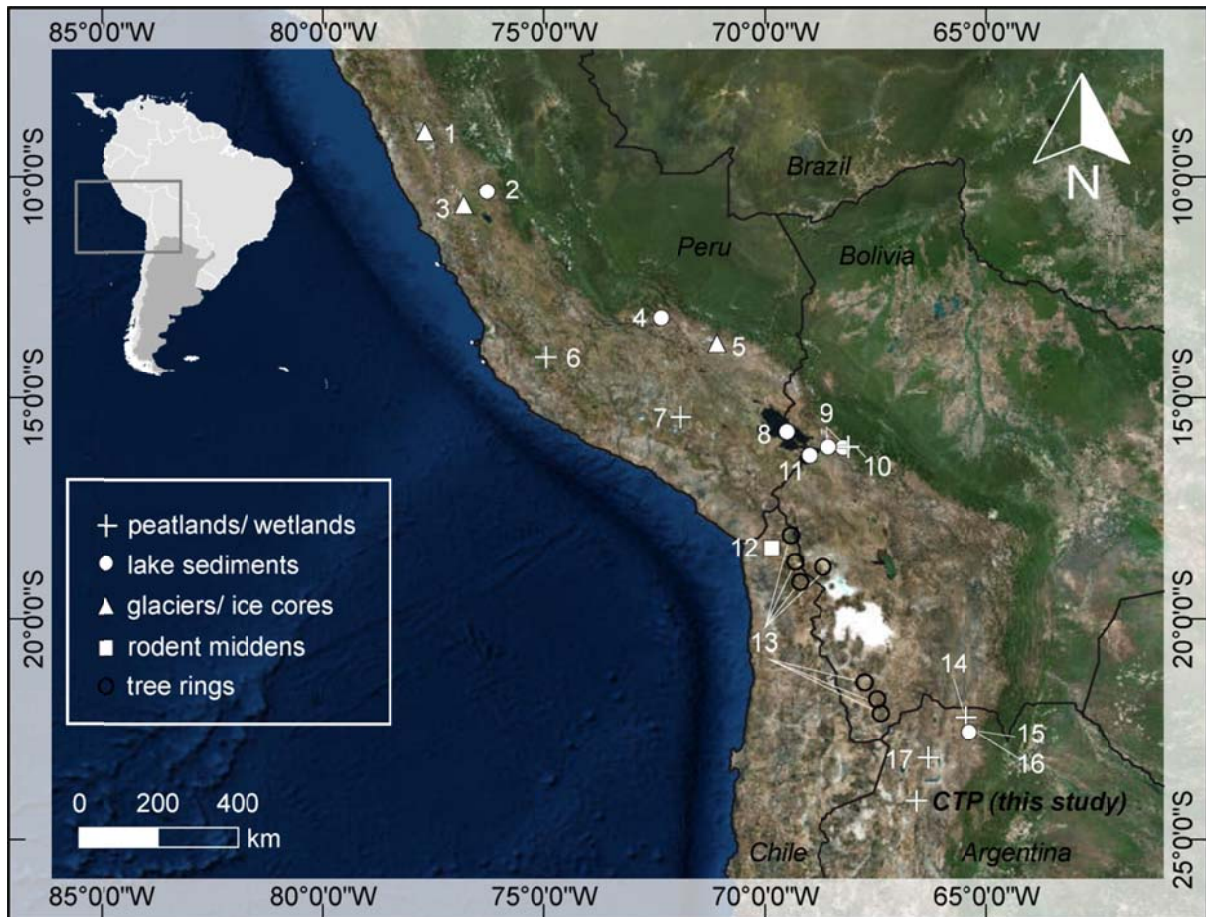 85°0'0"W 80°0'0"W 75°0'0"W 70°0'0"W 65°0'0"W
10°0'0"S
15°0'0"S
20°0'0"S
25°0'0"S
10°0'0"S
15°0'0"S
20°0'0"S
25°0'0"S
N
Brazil
Peru
Bolivia
1
2
3
4
5
6
7
8
9
10
11
12
13
14
15
16
17
CTP (this study)
Chile
Argentina
peatlands/ wetlands
lake sediments
glaciers/ ice cores
rodent middens
tree rings
0 200 400
km
85°0'0"W 80°0'0"W 75°0'0"W 70°0'0"W 65°0'0"W